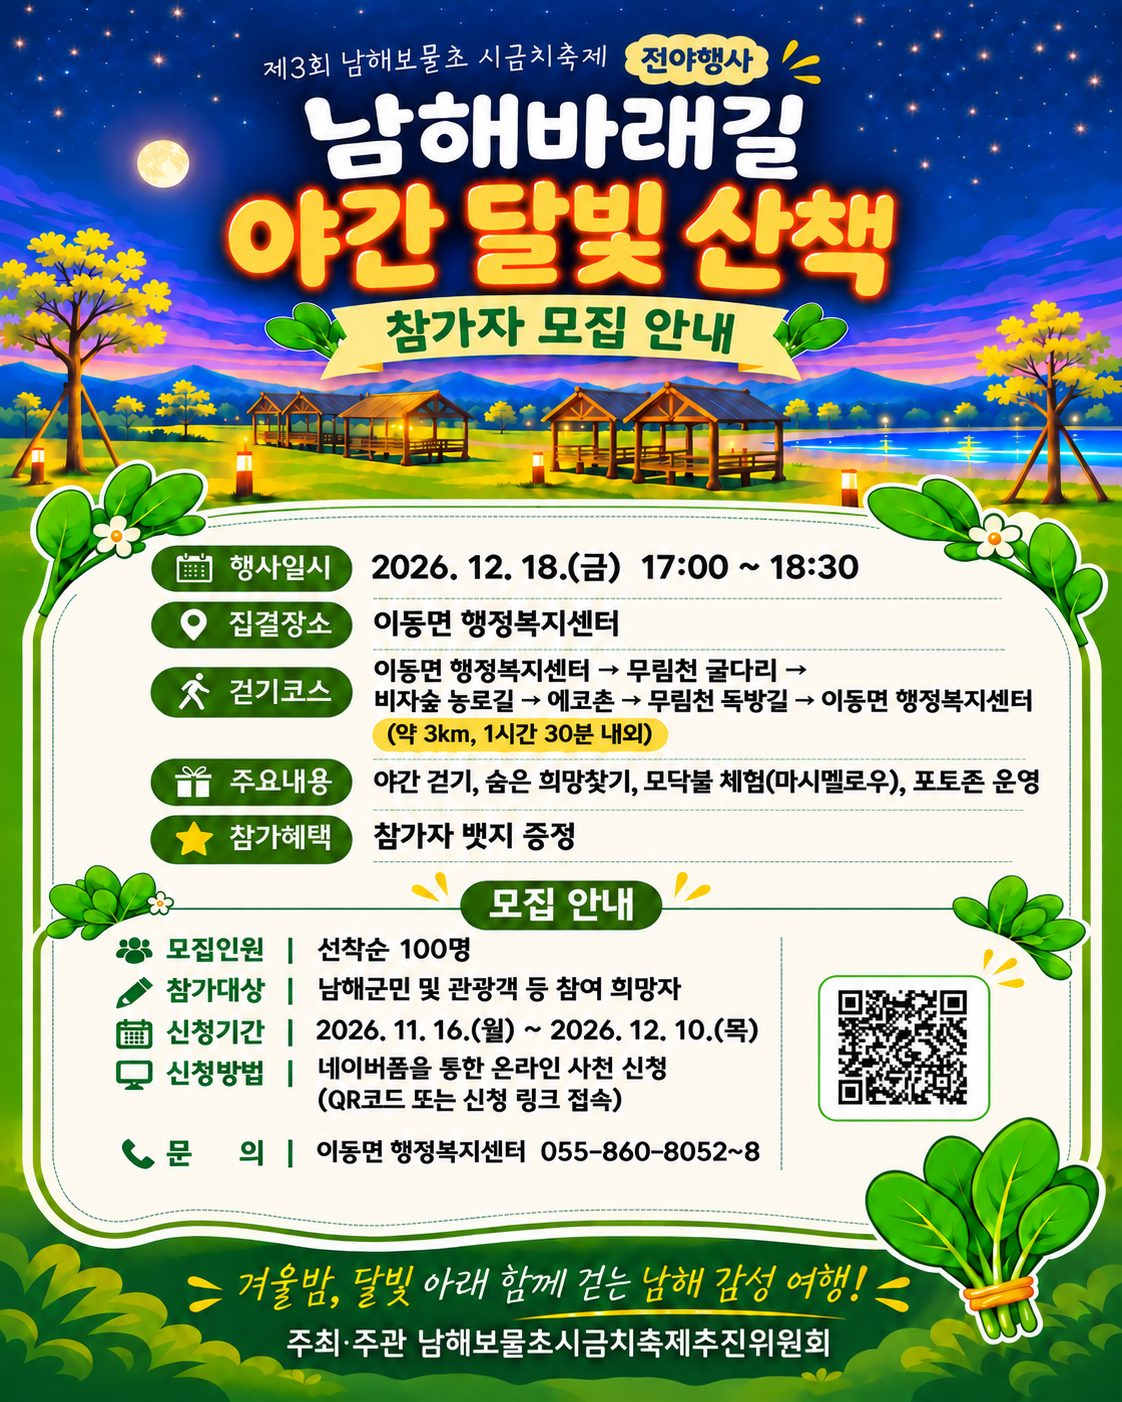 제3회 남해보물초 시금치축제 전야행사
남해바래길
야간 달빛 산책
참가자 모집 안내
행사일시 2026. 12. 18.(금) 17:00 ~ 18:30
집결장소 이동면 행정복지센터
걷기코스 이동면 행정복지센터 → 무림천 굴다리 →
비자숲 농로길 → 에코촌 → 무림천 독방길 → 이동면 행정복지센터
(약 3km, 1시간 30분 내외)
주요내용 야간 걷기, 숨은 희망찾기, 모닥불 체험(마시멜로우), 포토존 운영
참가혜택 참가자 뱃지 증정
모집 안내
모집인원 | 선착순 100명
참가대상 | 남해군민 및 관광객 등 참여 희망자
신청기간 | 2026. 11. 16.(월) ~ 2026. 12. 10.(목)
신청방법 | 네이버폼을 통한 온라인 사천 신청
(QR코드 또는 신청 링크 접속)
문 의 | 이동면 행정복지센터 055-860-8052~8
겨울밤, 달빛 아래 함께 걷는 남해 감성 여행!
주최·주관 남해보물초시금치축제추진위원회